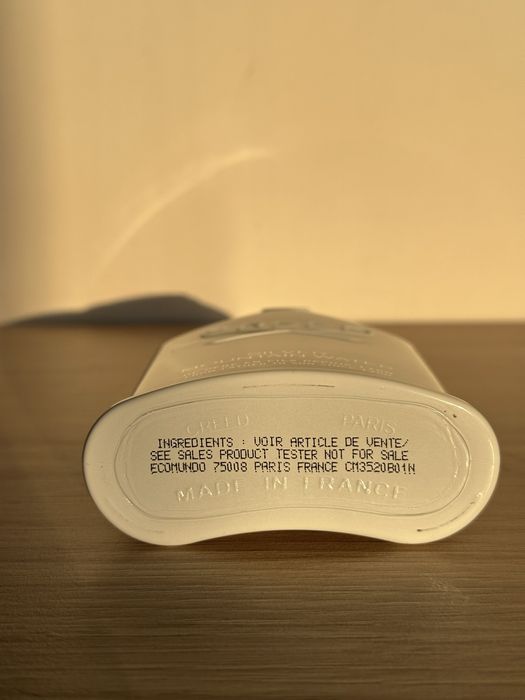 CREED PARIS
INGREDIENTS : VOIR ARTICLE DE VENTE/
SEE SALES PRODUCT TESTER NOT FOR SALE
ECOMUNDO 75008 PARIS FRANCE CM3520B01N
MADE IN FRANCE